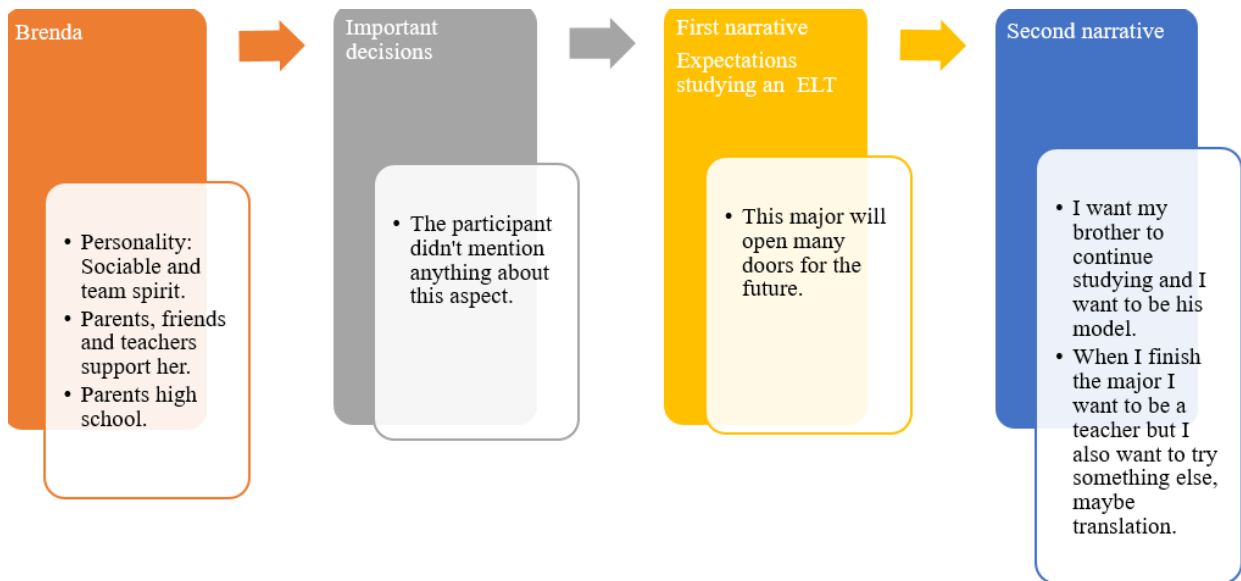 Brenda
• Personality:
Sociable and
team spirit.
• Parents, friends
and teachers
support her.
• Parents high
school.
Important
decisions
• The participant
didn't mention
anything about
this aspect.
First narrative
Expectations
studying an ELT
• This major will
open many
doors for the
future.
Second narrative
• I want my
brother to
continue
studying and I
want to be his
model.
• When I finish
the major I
want to be a
teacher but I
also want to try
something else,
maybe
translation.